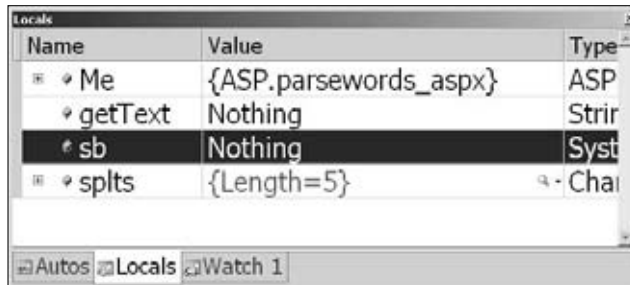 Locals
Name Value Type
Me {ASP.parsewords_aspx} ASP
getText Nothing Strin
sb Nothing Syst
splts {Length=5} Char
Autos Locals Watch 1